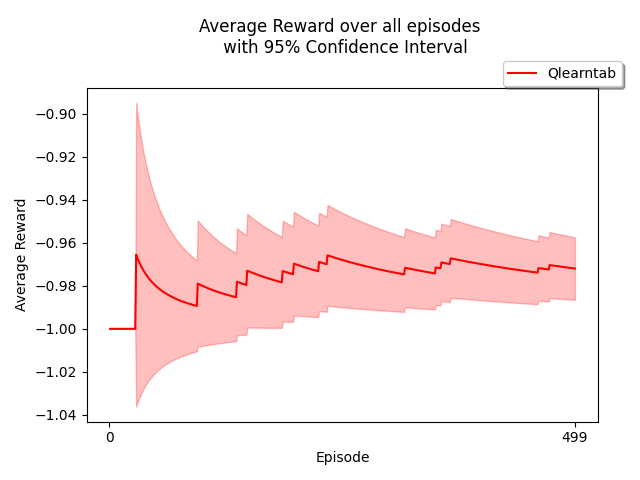 Average Reward over all episodes
with 95% Confidence Interval
Qlearntab
−0.90
−0.92
−0.94
−0.96
−0.98
−1.00
−1.02
−1.04
Average Reward
0
499
Episode